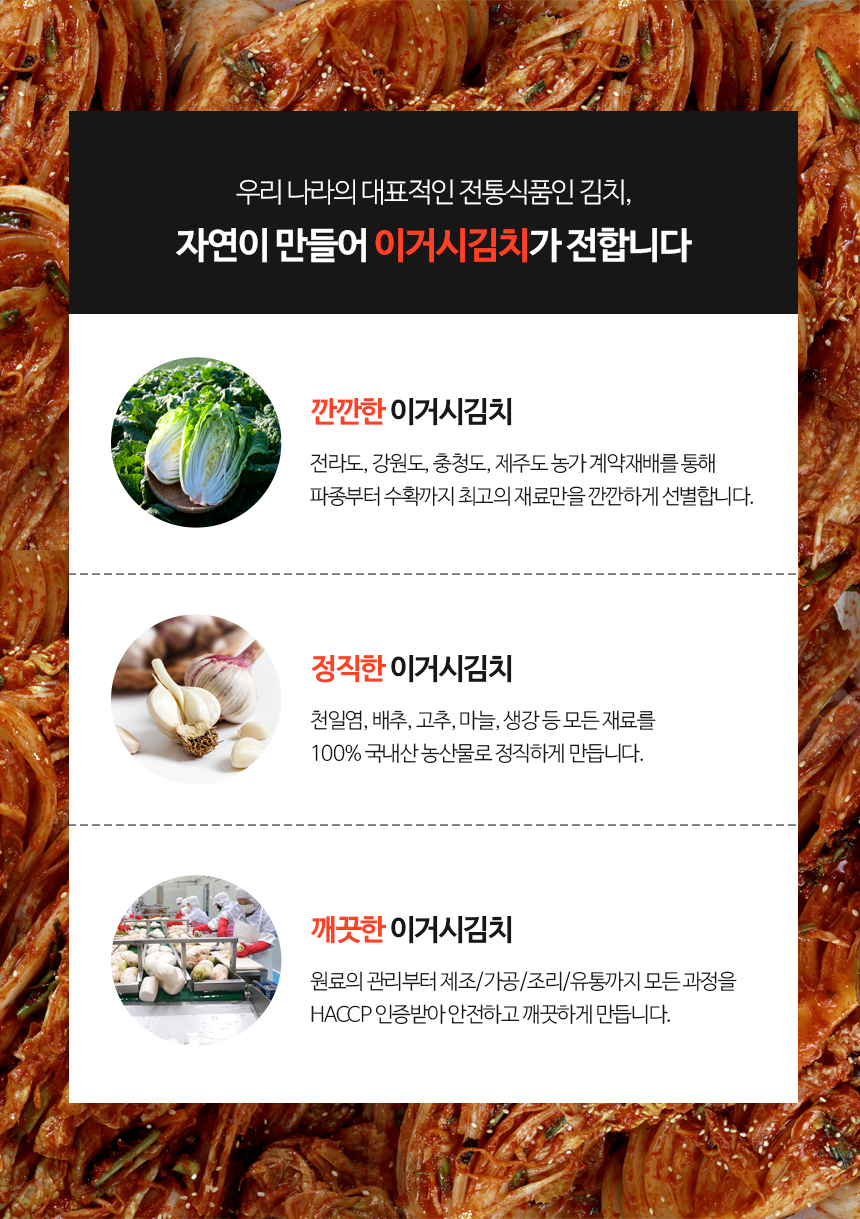 우리 나라의 대표적인 전통식품인 김치,
자연이 만들어 이거시김치가 전합니다
깐깐한 이거시김치
전라도, 강원도, 충청도, 제주도 농가 계약재배를 통해
파종부터 수확까지 최고의 재료만을 깐깐하게 선별합니다.
정직한 이거시김치
천일염, 배추, 고추, 마늘, 생강 등 모든 재료를
100% 국내산 농산물로 정직하게 만듭니다.
깨끗한 이거시김치
원료의 관리부터 제조/가공/조리/유통까지 모든 과정을
HACCP 인증받아 안전하고 깨끗하게 만듭니다.